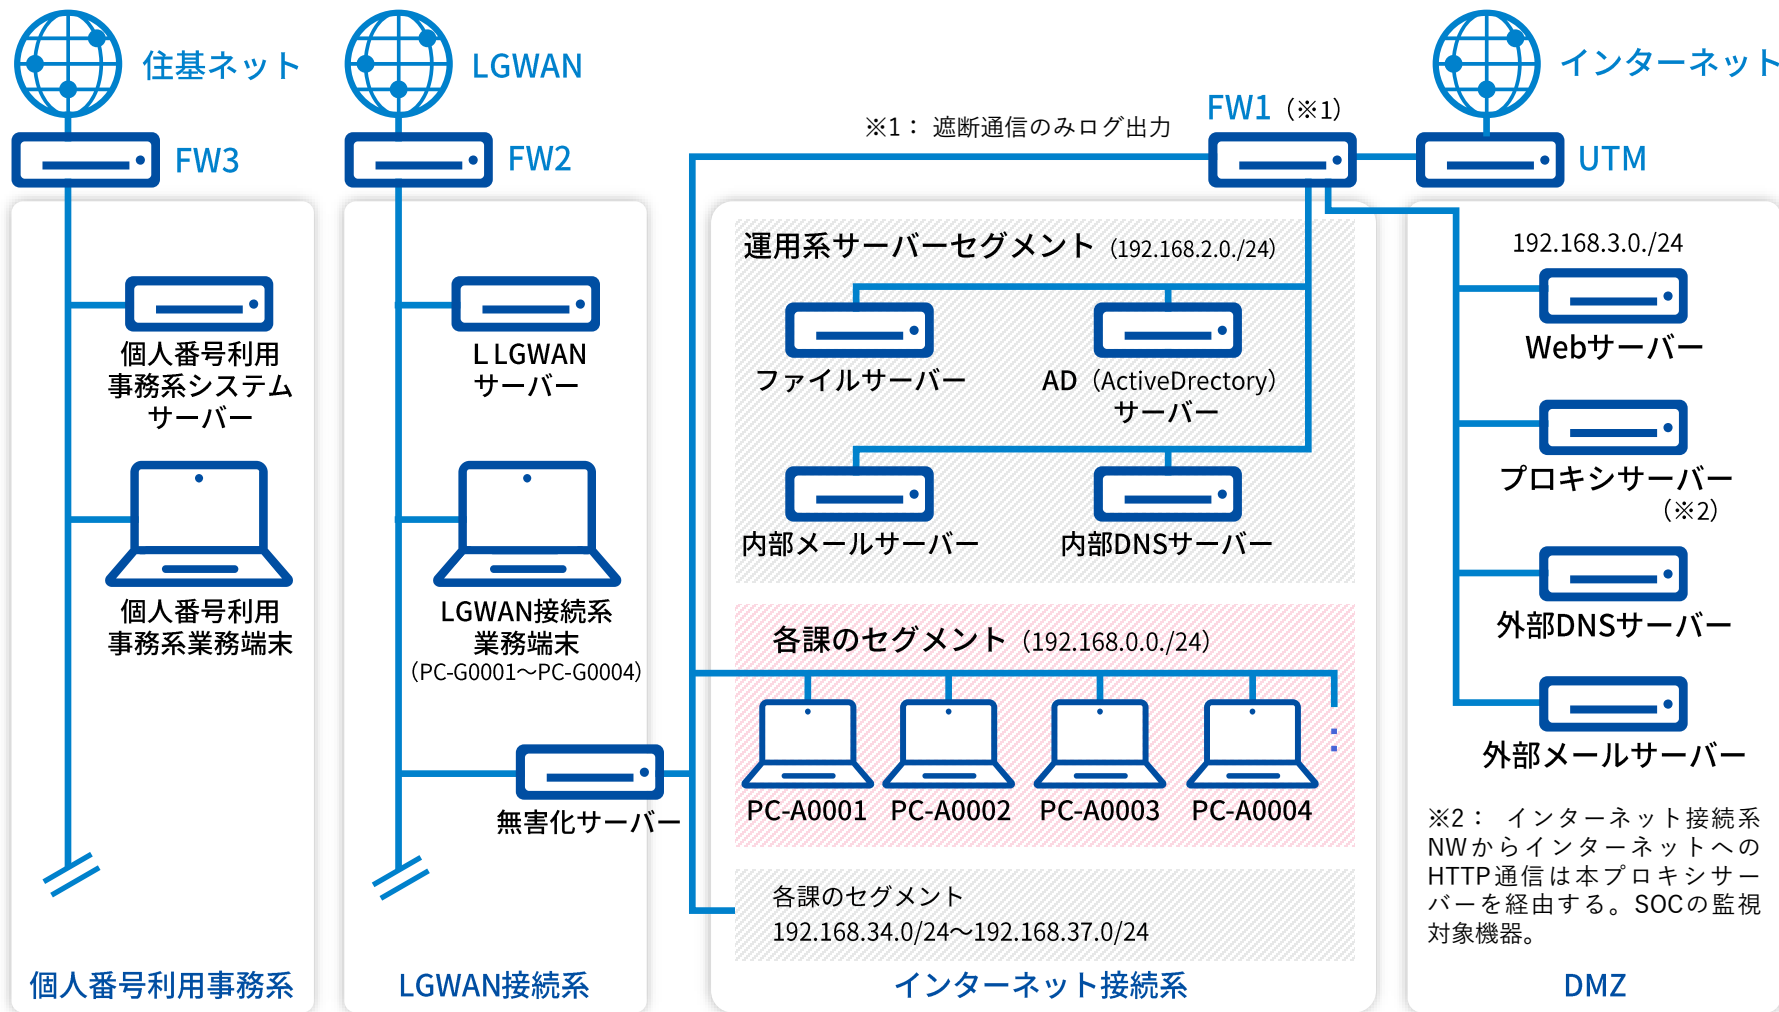 住基ネット
FW3
個人番号利用
事務系システム
サーバー
個人番号利用
事務系業務端末
個人番号利用事務系
LGWAN
FW2
L LGWAN
サーバー
LGWAN接続系
業務端末
（PC-G0001～PC-G0004）
無害化サーバー
LGWAN接続系
※1： 遮断通信のみログ出力
FW1（※1）
インターネット
UTM
運用系サーバーセグメント（192.168.2.0./24）
ファイルサーバー
AD（ActiveDrectory）
サーバー
内部メールサーバー
内部DNSサーバー
各課のセグメント（192.168.0.0./24）
PC-A0001
PC-A0002
PC-A0003
PC-A0004
各課のセグメント
192.168.34.0/24～192.168.37.0/24
インターネット接続系
192.168.3.0./24
Webサーバー
プロキシサーバー
（※2）
外部DNSサーバー
外部メールサーバー
※2： インターネット接続系
NWからインターネットへの
HTTP通信は本プロキシサー
バーを経由する。SOCの監視
対象機器。
DMZ